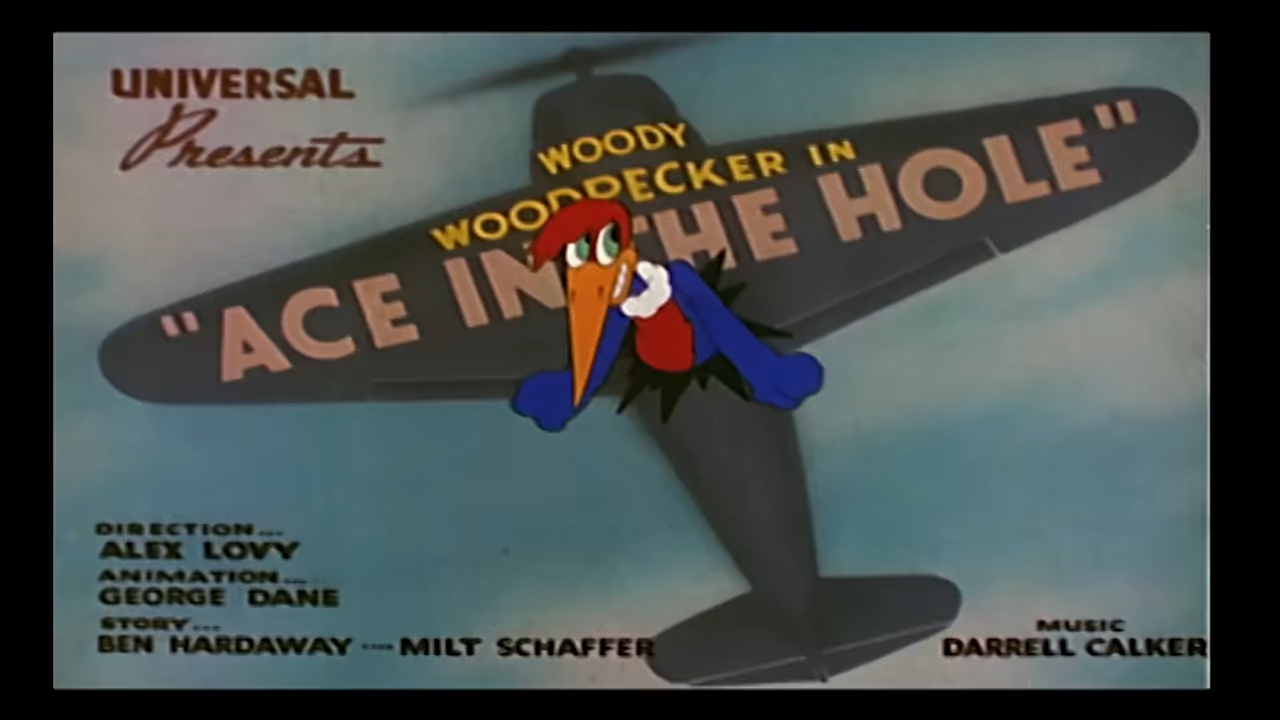 UNIVERSAL
Presents
WOODY
WOODPECKER IN
"ACE IN THE HOLE"
DIRECTION...
ALEX LOVY
ANIMATION...
GEORGE DANE
STORY...
BEN HARDAWAY ---- MILT SCHAFFER
MUSIC
DARRELL CALKER